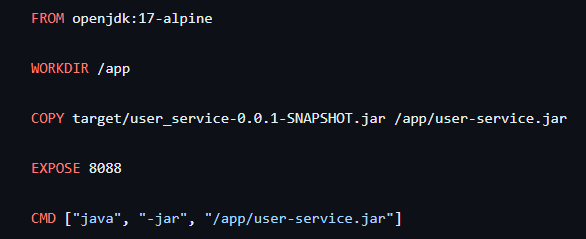 FROM openjdk:17-alpine
WORKDIR /app
COPY target/user_service-0.0.1-SNAPSHOT.jar /app/user-service.jar
EXPOSE 8088
CMD ["java", "-jar", "/app/user-service.jar"]